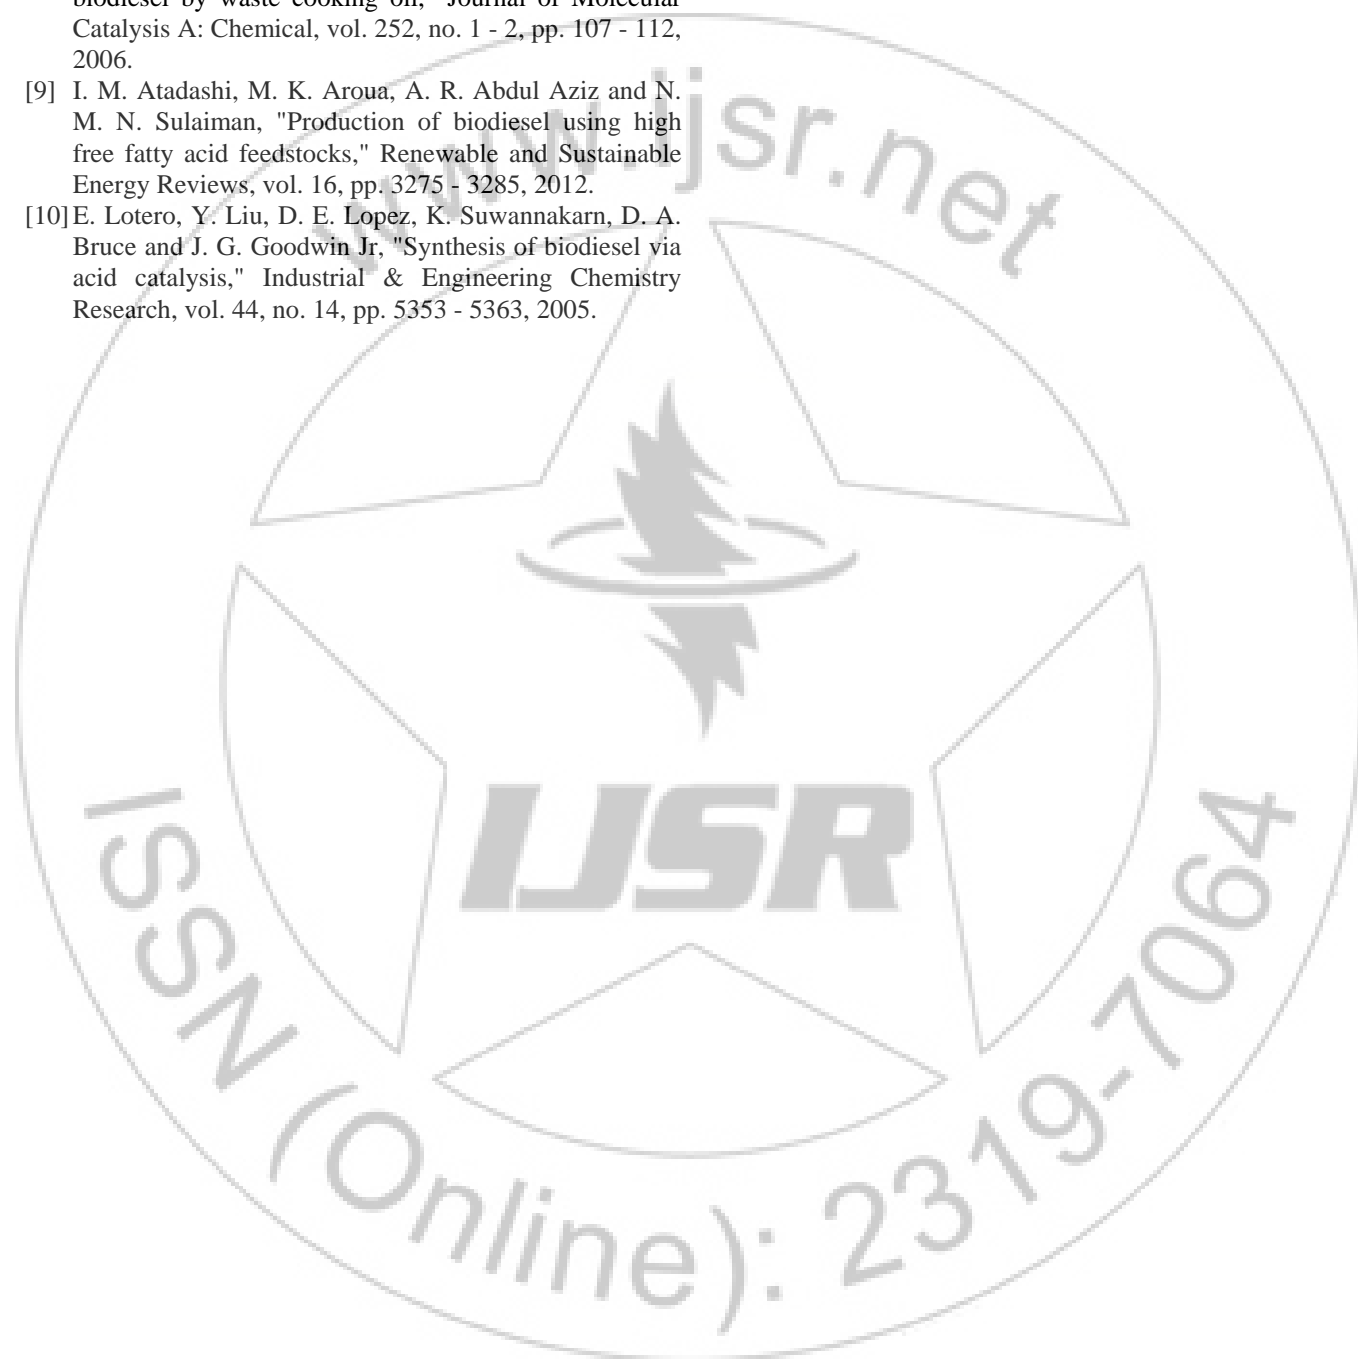 biodiesel by waste cooking oil," Journal of Molecular
Catalysis A: Chemical, vol. 252, no. 1 - 2, pp. 107 - 112,
2006.
[9] I. M. Atadashi, M. K. Aroua, A. R. Abdul Aziz and N.
M. N. Sulaiman, "Production of biodiesel using high
free fatty acid feedstocks," Renewable and Sustainable
Energy Reviews, vol. 16, pp. 3275 - 3285, 2012.
[10] E. Lotero, Y. Liu, D. E. Lopez, K. Suwannakarn, D. A.
Bruce and J. G. Goodwin Jr, "Synthesis of biodiesel via
acid catalysis," Industrial & Engineering Chemistry
Research, vol. 44, no. 14, pp. 5353 - 5363, 2005.
www.ijsr.net
IJSR
ISSN (Online): 2319-7064